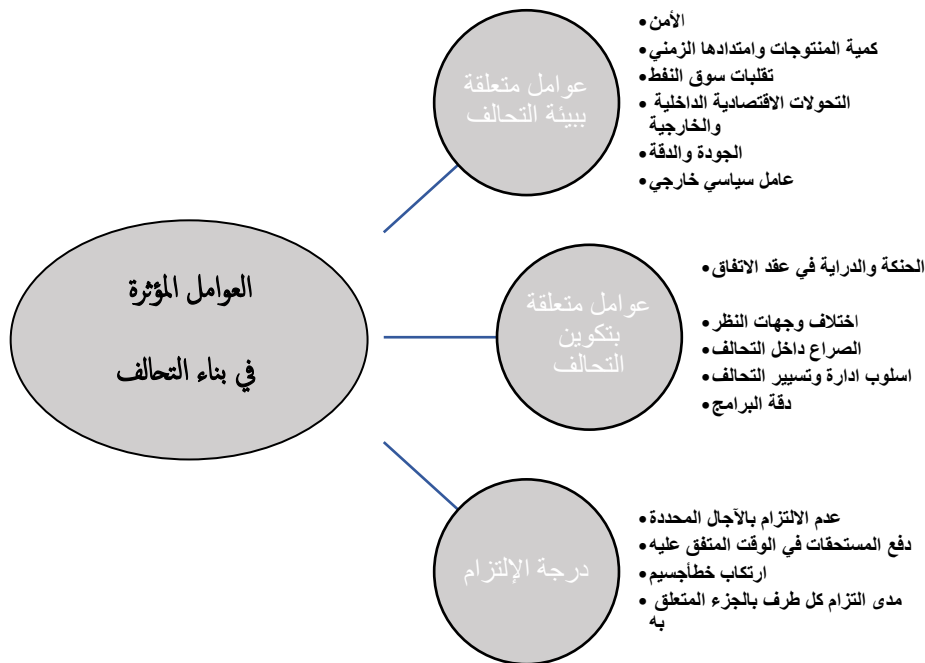 العوامل المؤثرة
في بناء التحالف
عوامل متعلقة
ببيئة التحالف
•الأمن
•كمية المنتوجات وامتدادها الزمني
•تقلبات سوق النفط
•التحولات الاقتصادية الداخلية
والخارجية
•الجودة والدقة
•عامل سياسي خارجي
عوامل متعلقة
بتكوين
التحالف
•الحنكة والدراية في عقد الاتفاق
•اختلاف وجهات النظر
•الصراع داخل التحالف
•اسلوب ادارة وتسيير التحالف
•دقة البرامج
درجة الإلتزام
•عدم الالتزام بالآجال المحددة
•دفع المستحقات في الوقت المتفق عليه
•ارتكاب خطأجسيم
•مدى التزام كل طرف بالجزء المتعلق
به